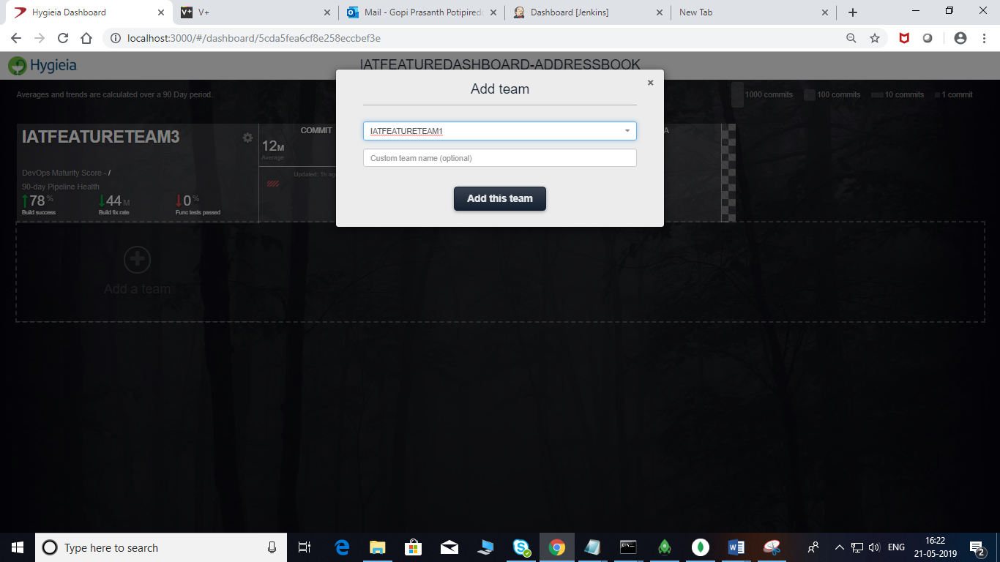 Hygieia Dashboard
V+
Mail - Gopi Prasanth Potipiredd
Dashboard [Jenkins]
New Tab
localhost:3000/#/dashboard/5cda5fea6cf8e258eccbef3e
Hygieia
IATFEATUREDASHBOARD-ADDRESSBOOK
Averages and trends are calculated over a 90 Day period.
1000 commits
100 commits
10 commits
1 commit
Add team
×
IATFEATURETEAM1
Custom team name (optional)
Add this team
IATFEATURETEAM3
COMMIT
A
12M
Average
Updated: 1h ag
DevOps Maturity Score - /
90-day Pipeline Health
78 %
44 M
0 %
Build success
Build fix rate
Func tests passed
Add a team
Type here to search
ENG
16:22
21-05-2019
2